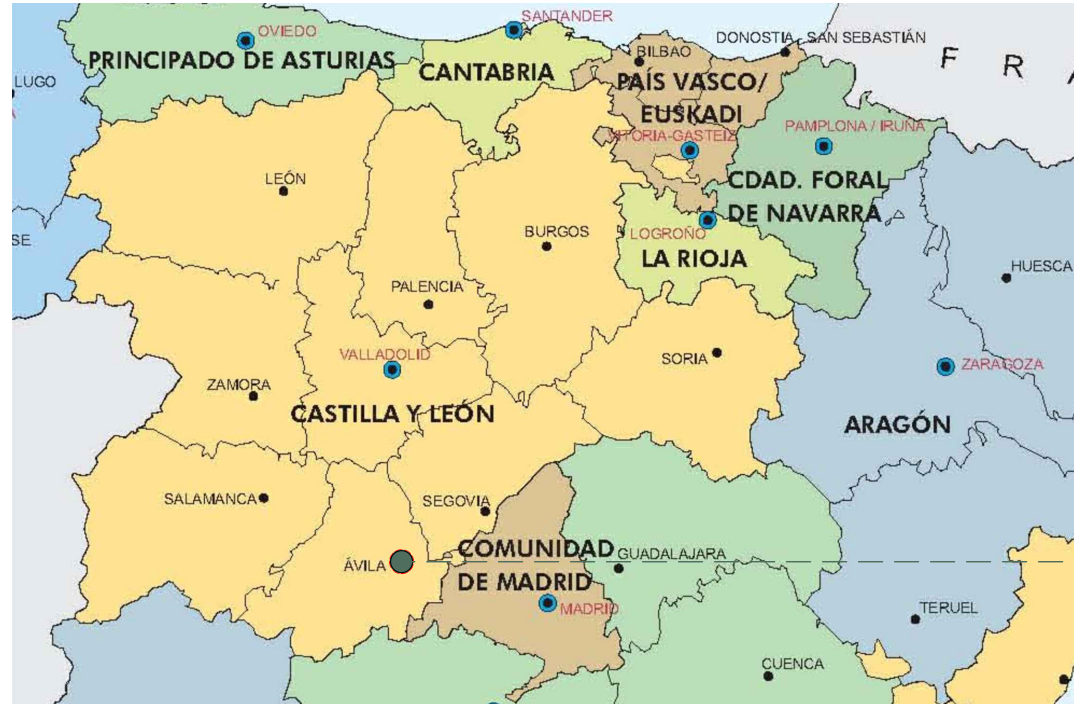 SANTANDER
OVIEDO
DONOSTIA - SAN SEBASTIÁN
BILBAO
PRINCIPADO DE ASTURIAS
CANTABRIA
PAÍS VASCO/
EUSKADI
F R A
LUGO
VITORIA-GASTEIZ
PAMPLONA / IRUÑA
LEÓN
CDAD. FORAL
DE NAVARRA
BURGOS
LOGROÑO
LA RIOJA
HUESCA
PALENCIA
VALLADOLID
SORIA
ZARAGOZA
ZAMORA
CASTILLA Y LEÓN
ARAGÓN
SALAMANCA
SEGOVIA
COMUNIDAD
DE MADRID
GUADALAJARA
ÁVILA
MADRID
TERUEL
CUENCA